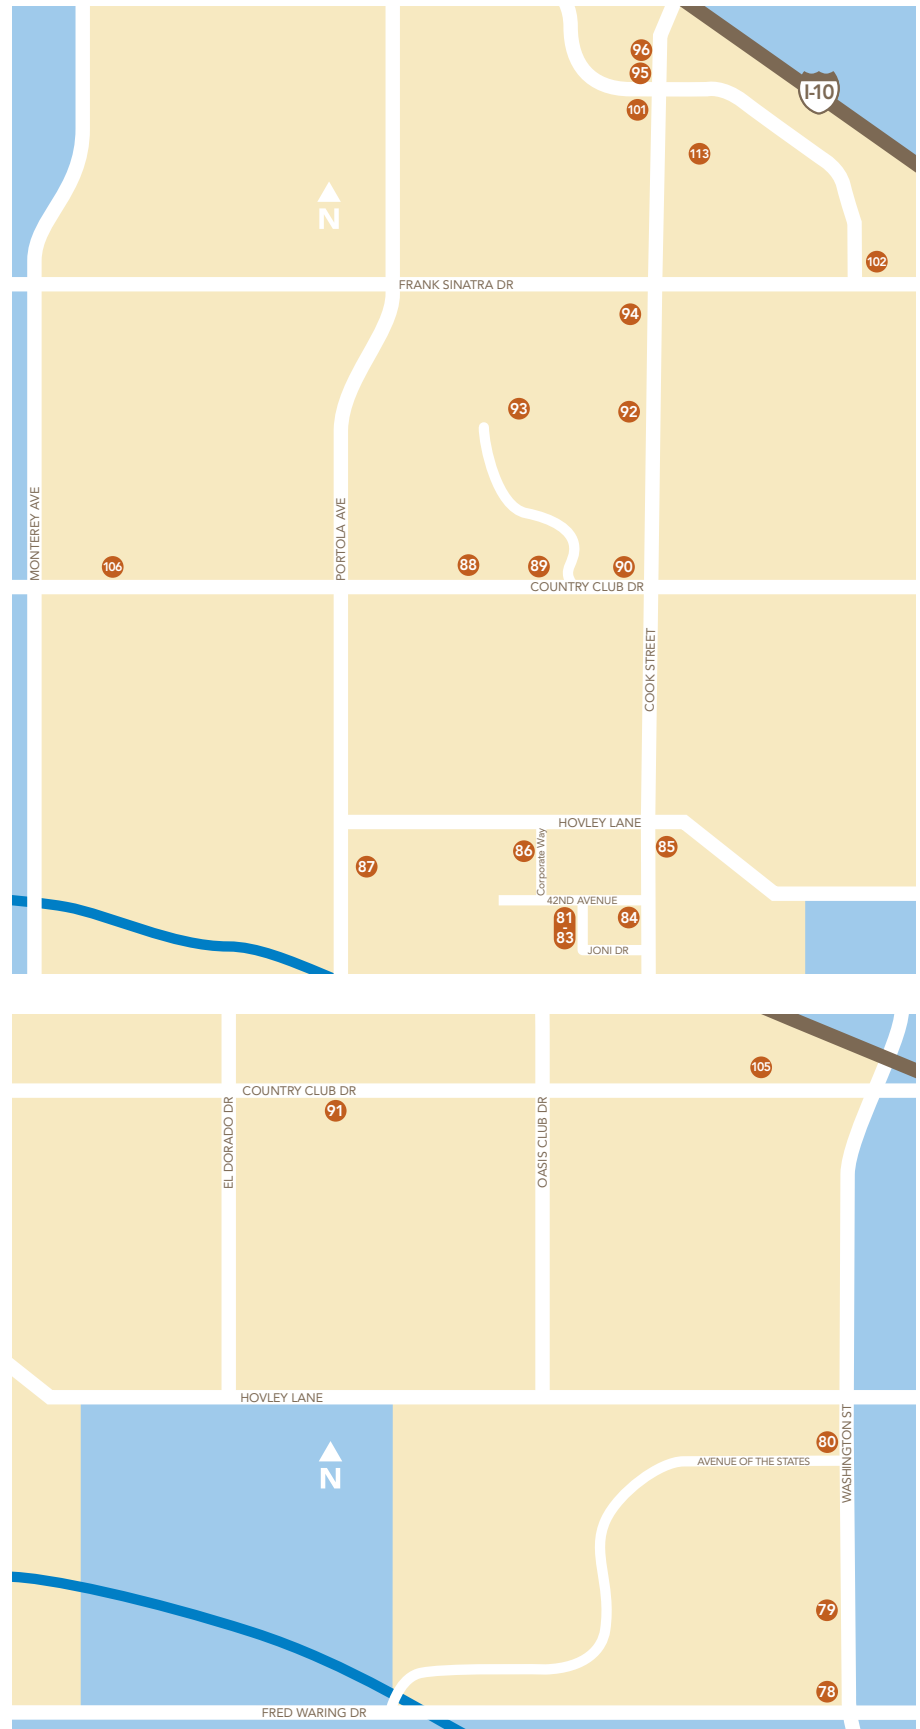 96
95
I-10
101
113
N
102
FRANK SINATRA DR
94
93
92
MONTEREY AVE
PORTOLA AVE
106
88
89
90
COUNTRY CLUB DR
COOK STREET
HOVLEY LANE
Corporate Way
86
85
87
42ND AVENUE
81
-
83
84
JONI DR
105
COUNTRY CLUB DR
91
EL DORADO DR
OASIS CLUB DR
HOVLEY LANE
WASHINGTON ST
80
AVENUE OF THE STATES
N
79
78
FRED WARING DR